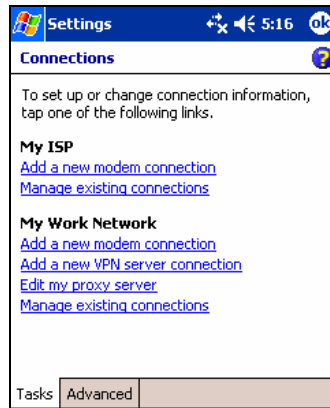 Settings 5:16 ok
Connections ?
To set up or change connection information,
tap one of the following links.
My ISP
Add a new modem connection
Manage existing connections
My Work Network
Add a new modem connection
Add a new VPN server connection
Edit my proxy server
Manage existing connections
Tasks Advanced